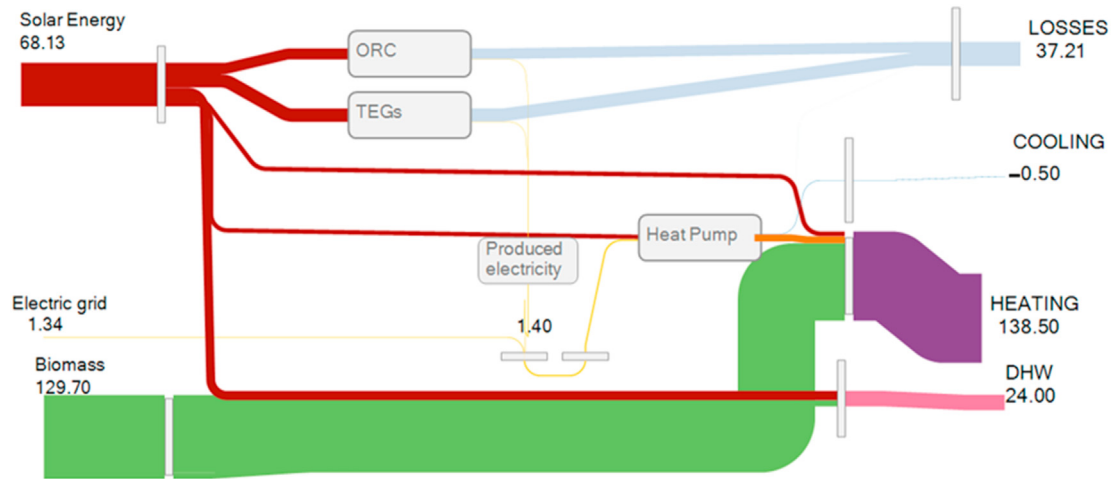 Solar Energy
68.13
ORC
TEGs
LOSSES
37.21
COOLING
–0.50
Heat Pump
Produced
electricity
Electric grid
1.34
1.40
HEATING
138.50
Biomass
129.70
DHW
24.00